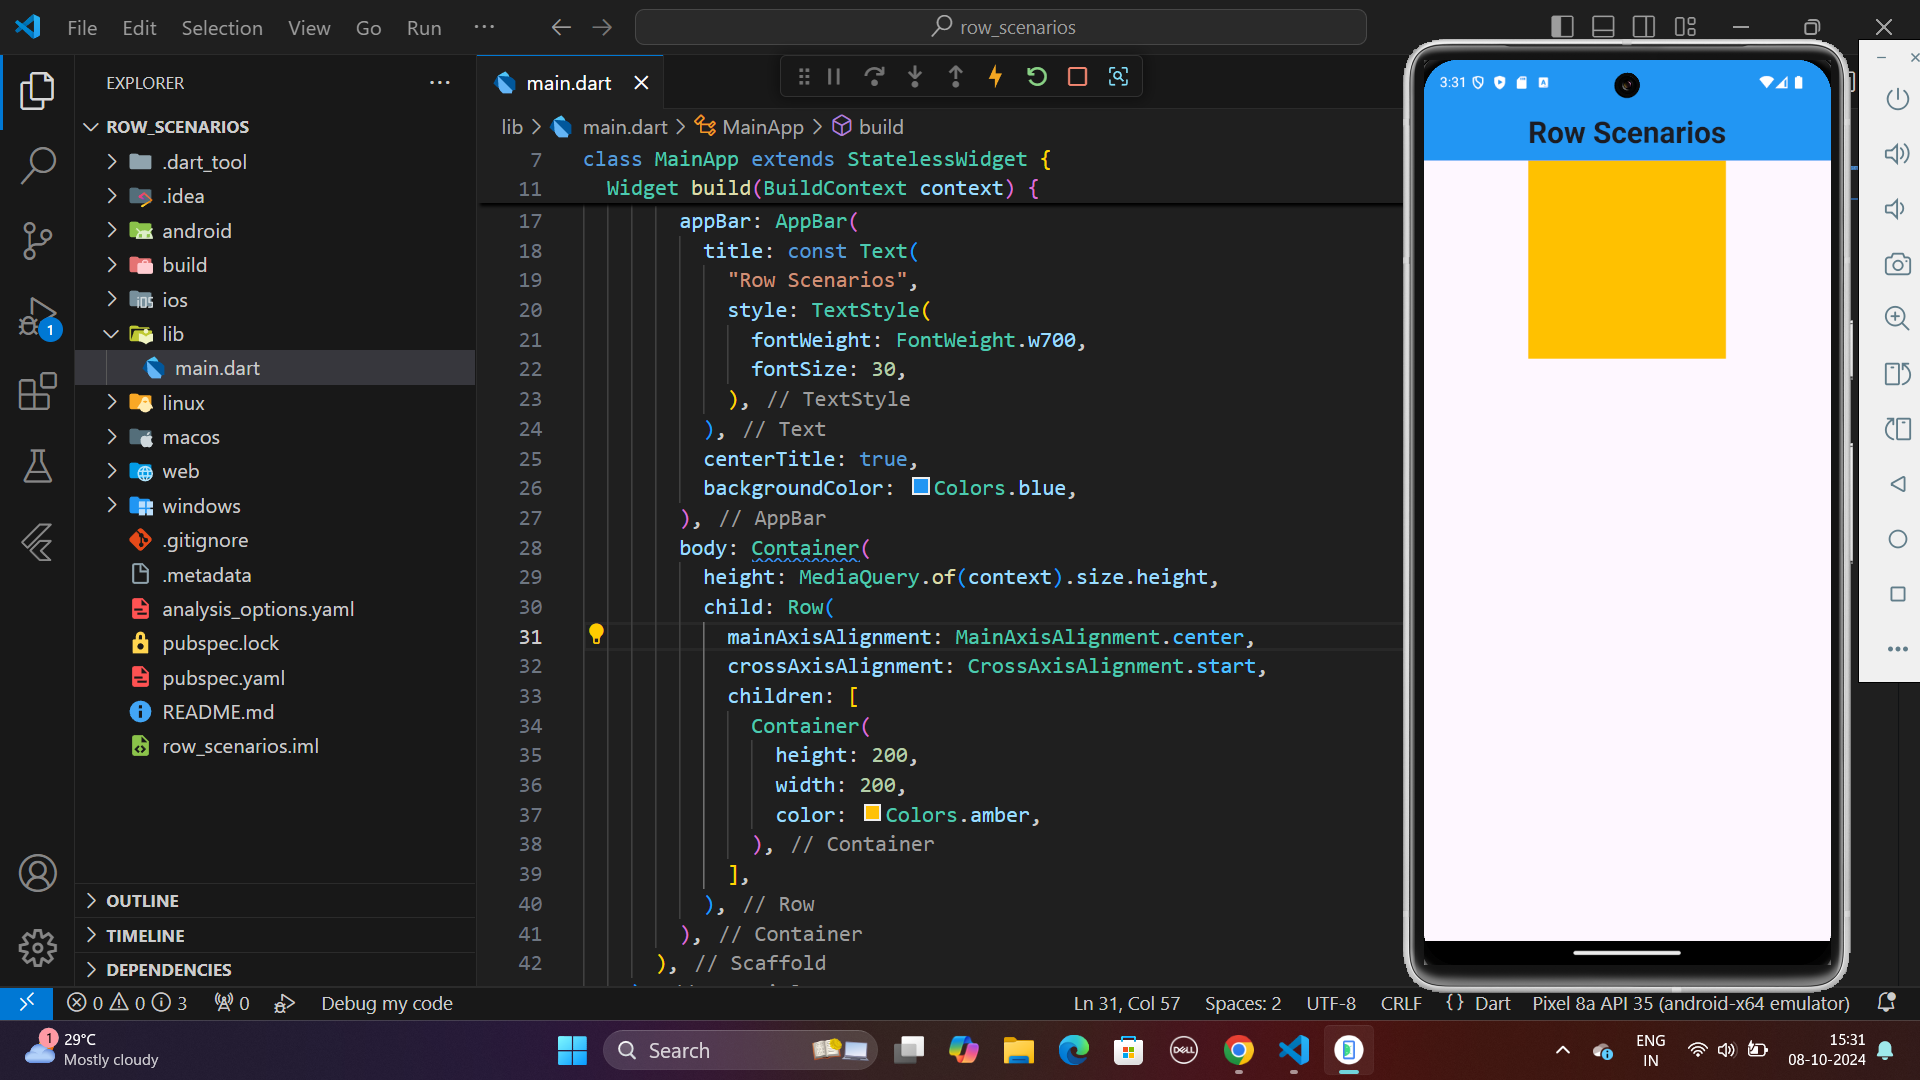 File Edit Selection View Go Run ···
row_scenarios
EXPLORER
ROW_SCENARIOS
.dart_tool
.idea
android
build
ios
lib
main.dart
linux
macos
web
windows
.gitignore
.metadata
analysis_options.yaml
pubspec.lock
pubspec.yaml
README.md
row_scenarios.iml
OUTLINE
TIMELINE
DEPENDENCIES
1
main.dart
lib > main.dart > MainApp > build
7 class MainApp extends StatelessWidget {
11 Widget build(BuildContext context) {
17 appBar: AppBar(
18 title: const Text(
19 "Row Scenarios",
20 style: TextStyle(
21 fontWeight: FontWeight.w700,
22 fontSize: 30,
23 ), // TextStyle
24 ), // Text
25 centerTitle: true,
26 backgroundColor: Colors.blue,
27 ), // AppBar
28 body: Container(
29 height: MediaQuery.of(context).size.height,
30 child: Row(
31 mainAxisAlignment: MainAxisAlignment.center,
32 crossAxisAlignment: CrossAxisAlignment.start,
33 children: [
34 Container(
35 height: 200,
36 width: 200,
37 color: Colors.amber,
38 ), // Container
39 ],
40 ), // Row
41 ), // Container
42 ), // Scaffold
3:31
Row Scenarios
0 0 3 0 Debug my code Ln 31, Col 57 Spaces: 2 UTF-8 CRLF {} Dart Pixel 8a API 35 (android-x64 emulator)
1
29°C
Mostly cloudy
Search
DELL
ENG
IN
15:31
08-10-2024